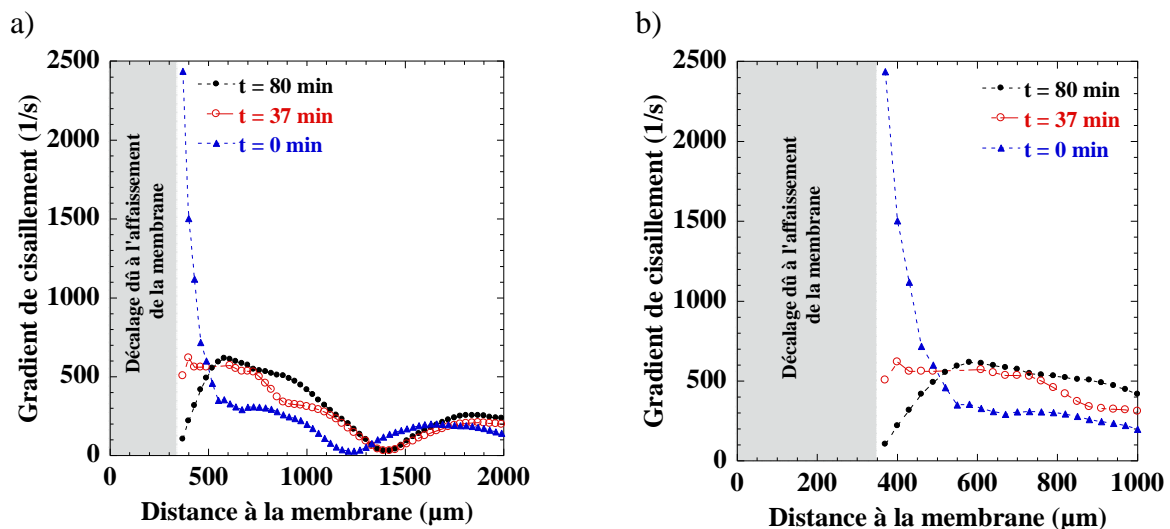 a)
2500
2000
1500
1000
500
0
Gradient de cisaillement (1/s)
Décalage dû à l'affaissement
de la membrane
t = 80 min
t = 37 min
t = 0 min
0
500
1000
1500
2000
Distance à la membrane (µm)
b)
2500
2000
1500
1000
500
0
Gradient de cisaillement (1/s)
Décalage dû à l'affaissement
de la membrane
t = 80 min
t = 37 min
t = 0 min
0
200
400
600
800
1000
Distance à la membrane (µm)